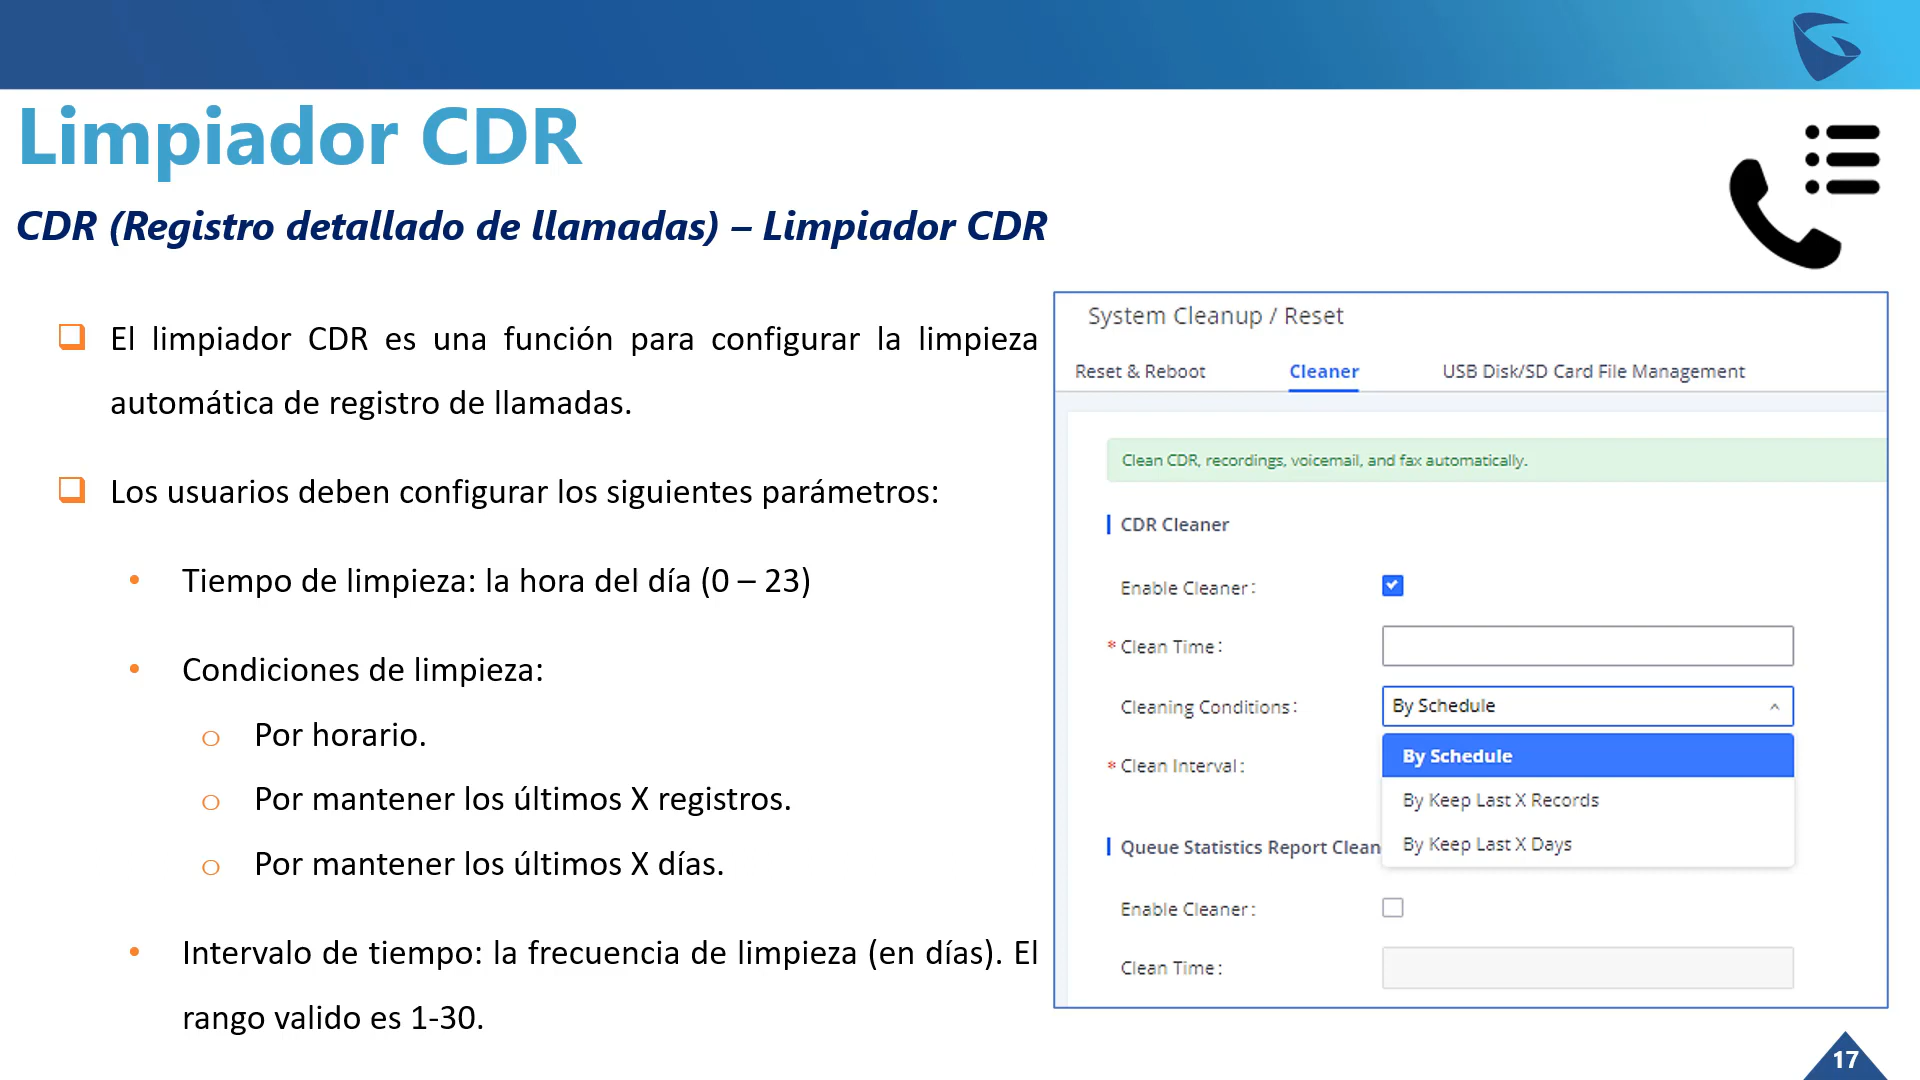 Limpiador CDR
CDR (Registro detallado de llamadas) – Limpiador CDR
El limpiador CDR es una función para configurar la limpieza
automática de registro de llamadas.
Los usuarios deben configurar los siguientes parámetros:
Tiempo de limpieza: la hora del día (0 – 23)
Condiciones de limpieza:
Por horario.
Por mantener los últimos X registros.
Por mantener los últimos X días.
Intervalo de tiempo: la frecuencia de limpieza (en días). El
rango valido es 1-30.
System Cleanup / Reset
Reset & Reboot Cleaner USB Disk/SD Card File Management
Clean CDR, recordings, voicemail, and fax automatically.
CDR Cleaner
Enable Cleaner:
* Clean Time:
Cleaning Conditions: By Schedule
By Schedule
* Clean Interval:
By Keep Last X Records
By Keep Last X Days
Queue Statistics Report Clean
Enable Cleaner:
Clean Time:
17